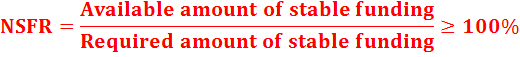 NSFR = Available amount of stable funding / Required amount of stable funding ≥ 100%